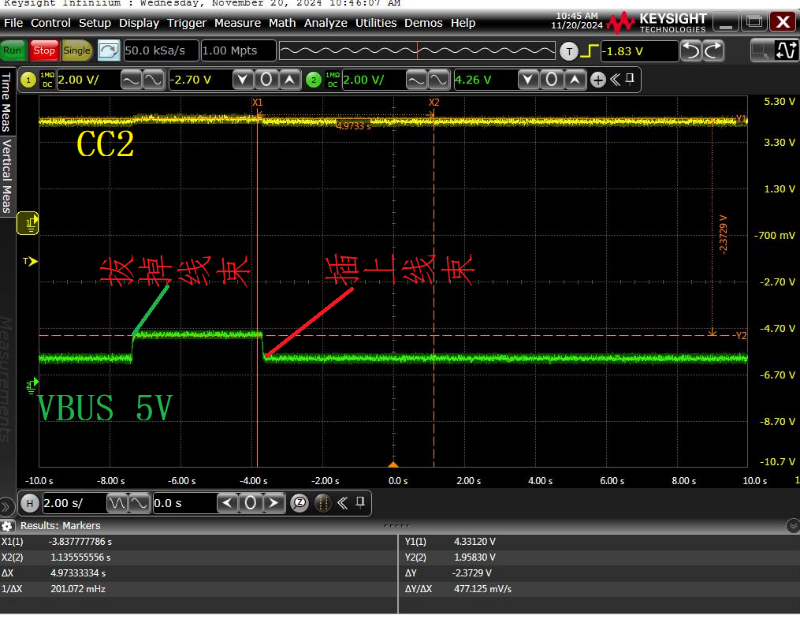 Keysight Infiniium : Wednesday, November 20, 2024 10:46:07 AM
File Control Setup Display Trigger Measure Math Analyze Utilities Demos Help
10:45 AM
11/20/2024
KEYSIGHT
TECHNOLOGIES
Run Stop Single 50.0 kSa/s 1.00 Mpts T -1.83 V
1 1MΩ DC 2.00 V/ -2.70 V 2 1MΩ DC 2.00 V/ 4.26 V
Time Meas
Vertical Meas
Measurements
X1 X2
5.30 V
4.9733 s
Y1
CC2
3.30 V
1.30 V
-700 mV
-2.3729 V
T
拔掉线束 插上线束
-2.70 V
-4.70 V
Y2
-6.70 V
VBUS 5V
-8.70 V
-10.7 V
-10.0 s -8.00 s -6.00 s -4.00 s -2.00 s 0.0 s 2.00 s 4.00 s 6.00 s 8.00 s 10.0 s 1
H 2.00 s/ 0.0 s
Results: Markers
X1(1) -3.837777786 s Y1(1) 4.33120 V
X2(2) 1.135555556 s Y2(2) 1.95830 V
ΔX 4.97333334 s ΔY -2.3729 V
1/ΔX 201.072 mHz ΔY/ΔX 477.125 mV/s